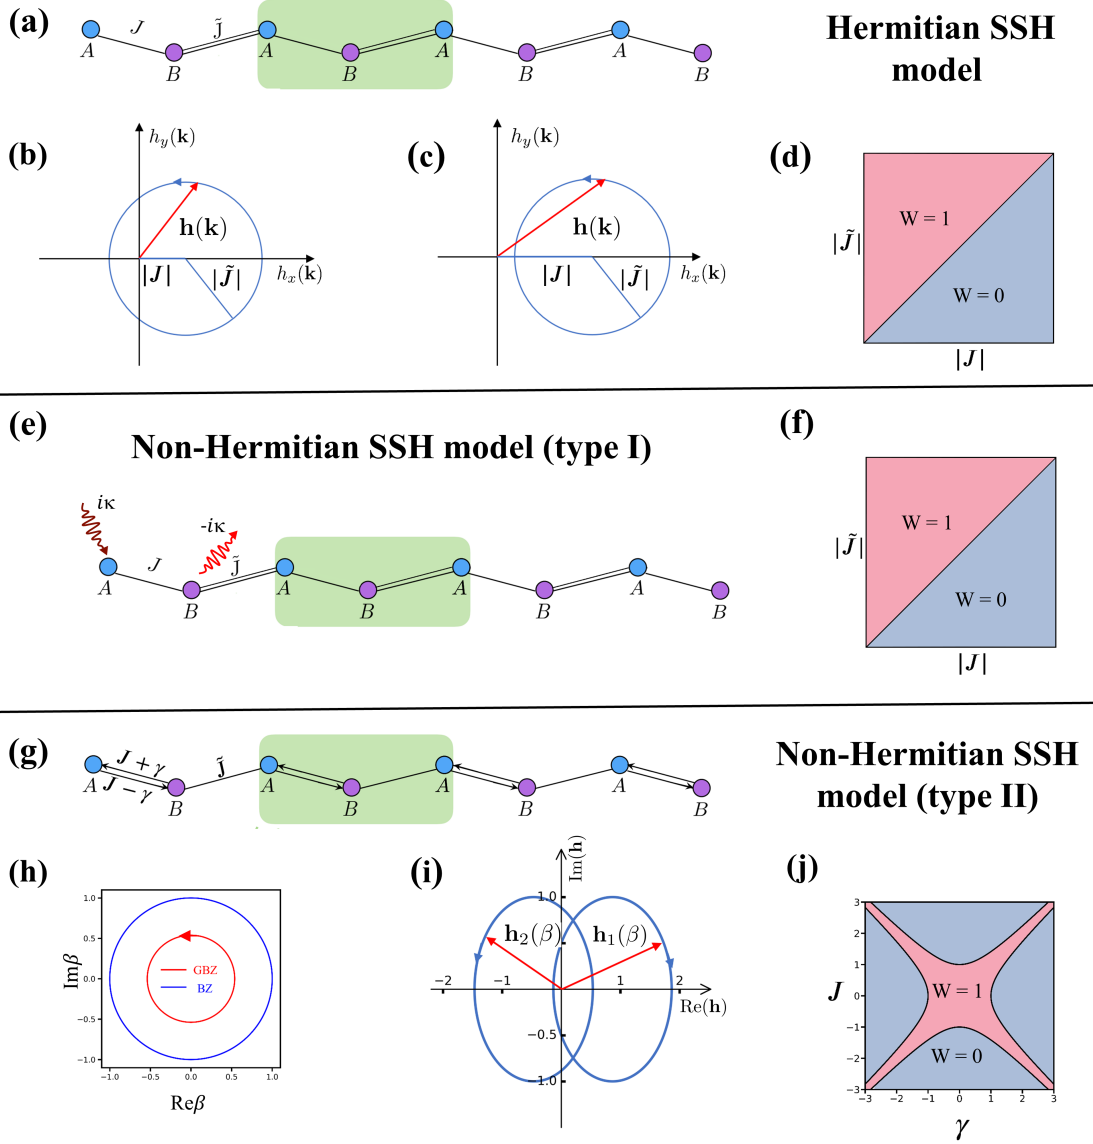 (a)
J
J̃
A
B
A
B
A
B
A
B
Hermitian SSH
model
(b)
h_y(k)
h(k)
|J|
|J̃|
h_x(k)
(c)
h_y(k)
h(k)
|J|
|J̃|
h_x(k)
(d)
W = 1
|J̃|
W = 0
|J|
(e)
Non-Hermitian SSH model (type I)
iκ
-iκ
J
J̃
A
B
A
B
A
B
A
B
(f)
W = 1
|J̃|
W = 0
|J|
(g)
J + γ
J − γ
J̃
A
B
A
B
A
B
A
B
Non-Hermitian SSH
model (type II)
(h)
1.0
0.5
0.0
−0.5
−1.0
Imβ
GBZ
BZ
−1.0 −0.5 0.0 0.5 1.0
Reβ
(i)
Im(h)
1.0
h₂(β)
h₁(β)
−2 −1 1 2
Re(h)
−0.5
−1.0
(j)
3
2
1
0
−1
−2
−3
J
W = 1
W = 0
−3 −2 −1 0 1 2 3
γ